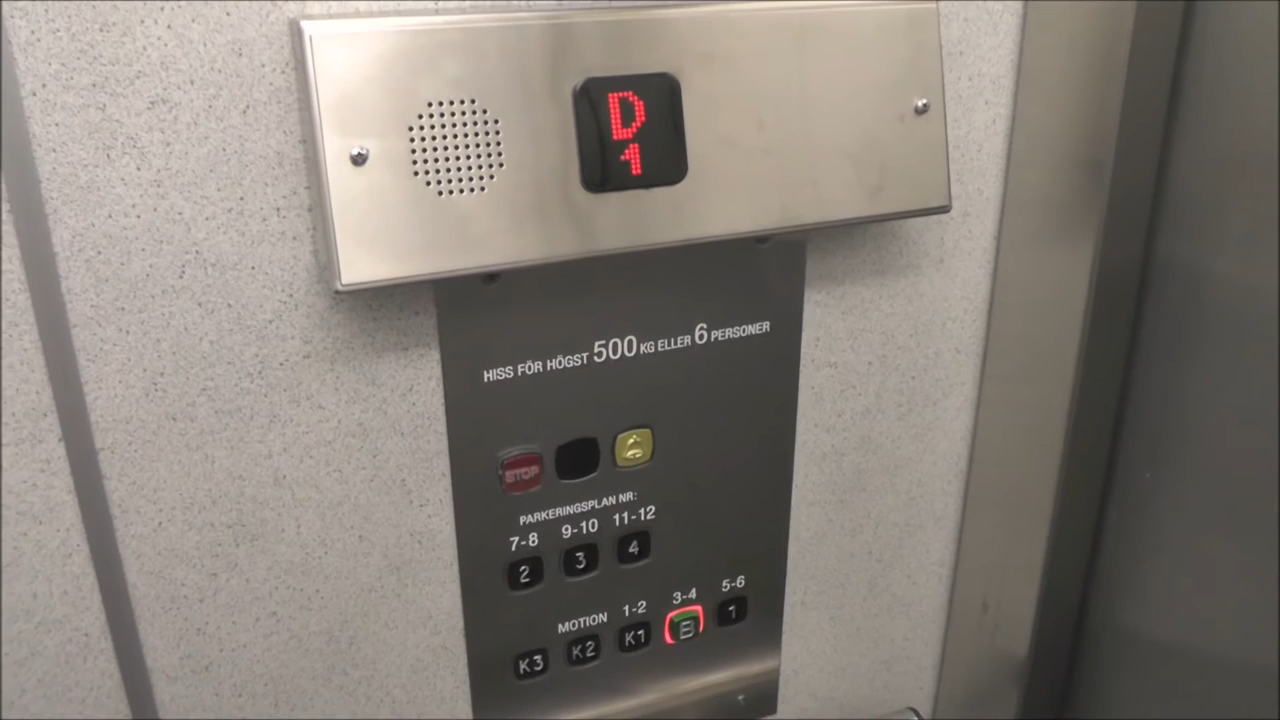 D
1
HISS FÖR HÖGST 500 KG ELLER 6 PERSONER
STOP
PARKERINGSPLAN NR:
7-8 9-10 11-12
2 3 4
MOTION 1-2 3-4 5-6
K3 K2 K1 B 1